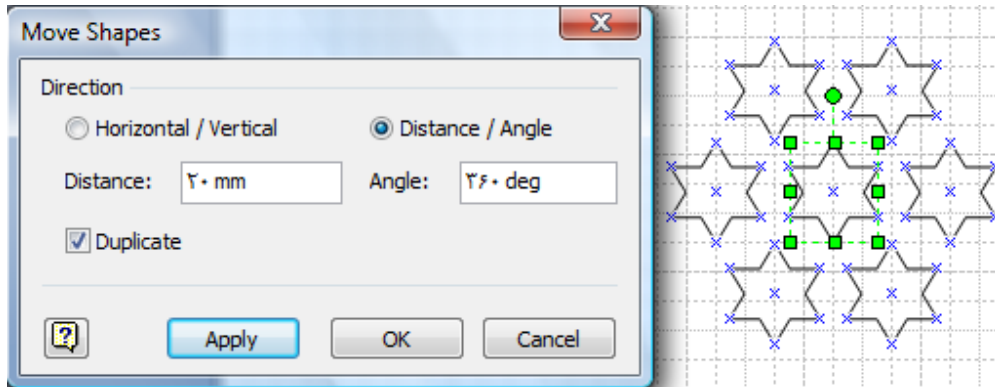 Move Shapes
Direction
Horizontal / Vertical
Distance / Angle
Distance: ۲۰ mm
Angle: ۳۶۰ deg
Duplicate
Apply
OK
Cancel